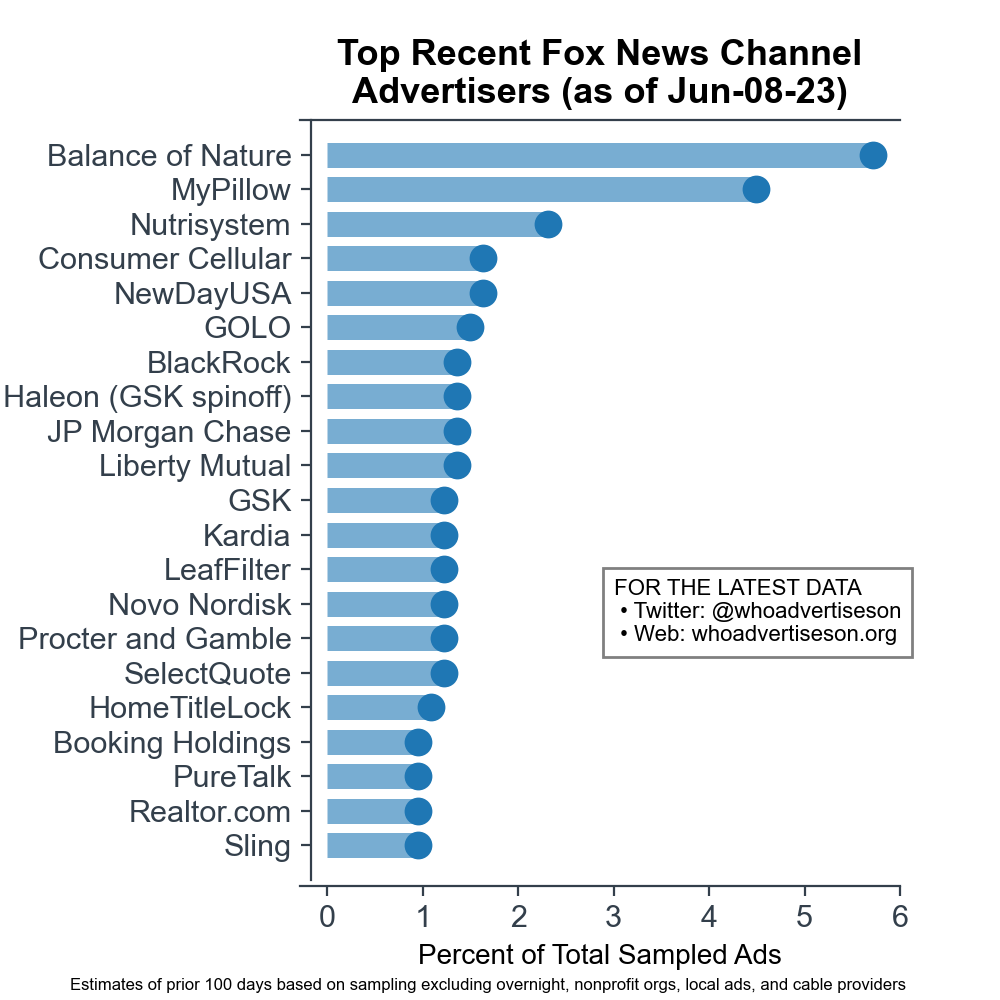 Top Recent Fox News Channel
Advertisers (as of Jun-08-23)
Balance of Nature
MyPillow
Nutrisystem
Consumer Cellular
NewDayUSA
GOLO
BlackRock
Haleon (GSK spinoff)
JP Morgan Chase
Liberty Mutual
GSK
Kardia
LeafFilter
Novo Nordisk
Procter and Gamble
SelectQuote
HomeTitleLock
Booking Holdings
PureTalk
Realtor.com
Sling
FOR THE LATEST DATA
• Twitter: @whoadvertiseson
• Web: whoadvertiseson.org
0 1 2 3 4 5 6
Percent of Total Sampled Ads
Estimates of prior 100 days based on sampling excluding overnight, nonprofit orgs, local ads, and cable providers